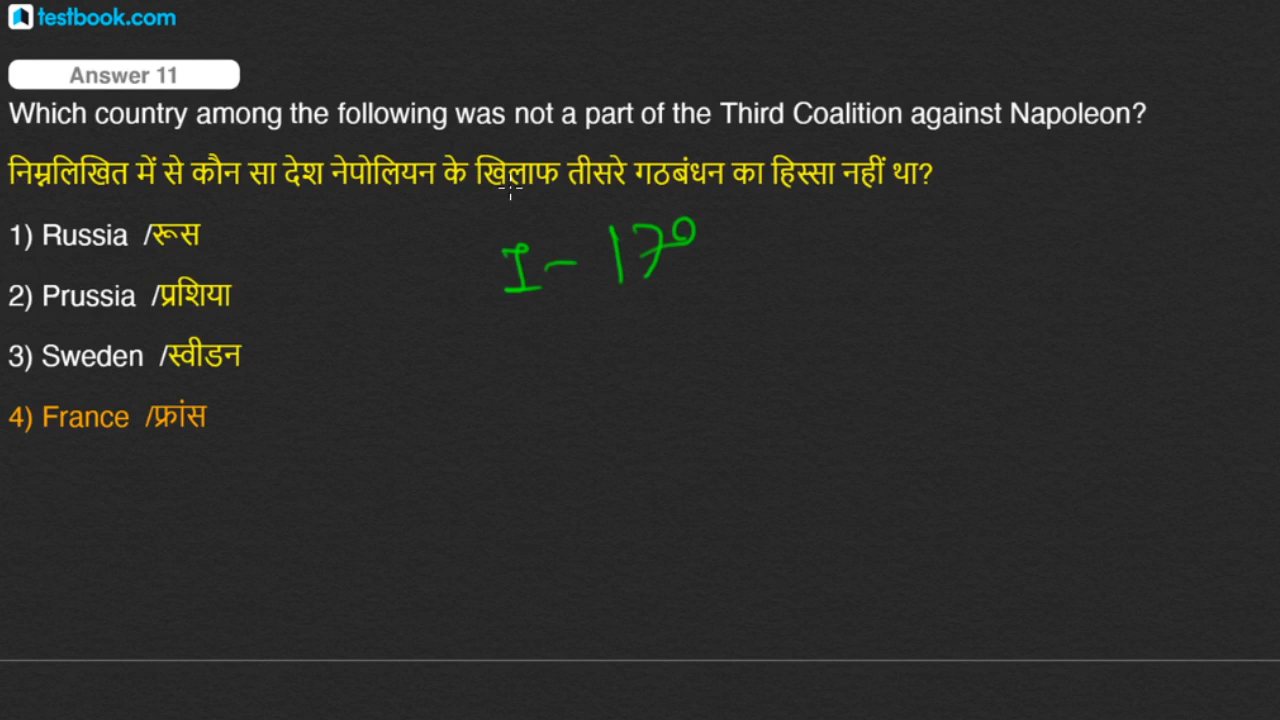 testbook.com
Answer 11
Which country among the following was not a part of the Third Coalition against Napoleon?
निम्नलिखित में से कौन सा देश नेपोलियन के खिलाफ तीसरे गठबंधन का हिस्सा नहीं था?
1) Russia /रूस
I - 179
2) Prussia /प्रशिया
3) Sweden /स्वीडन
4) France /फ्रांस